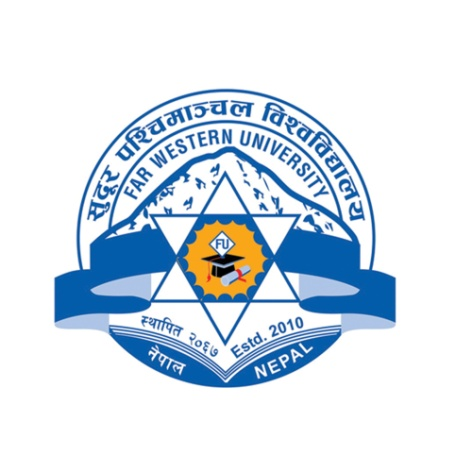 सुदूर पश्चिमाञ्चल विश्वविद्यालय
FAR WESTERN UNIVERSITY
FU
स्थापित २०६७ Estd. 2010
नेपाल NEPAL